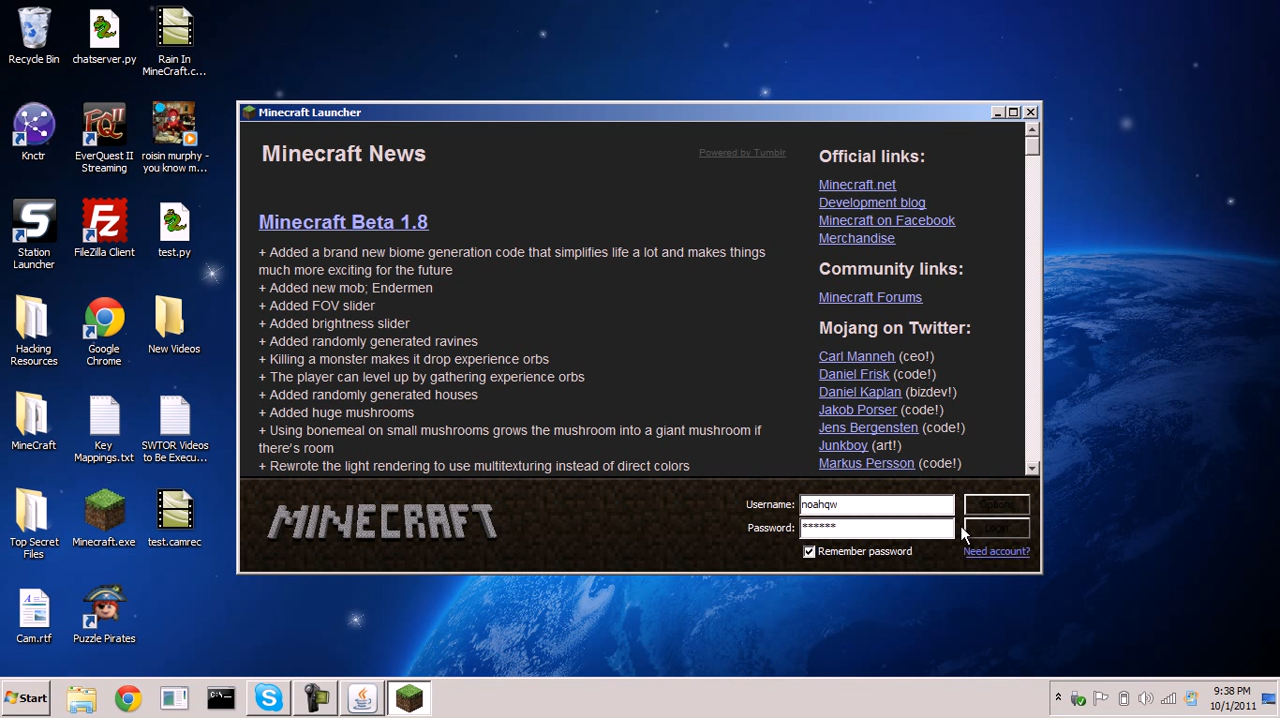 Recycle Bin
chatserver.py
Rain In
MineCraft.c...
Knctr
EverQuest II
Streaming
roisin murphy -
you know m...
Station
Launcher
FileZilla Client
test.py
Hacking
Resources
Google
Chrome
New Videos
MineCraft
Key
Mappings.txt
SWTOR Videos
to Be Execu...
Top Secret
Files
Minecraft.exe
test.camrec
Cam.rtf
Puzzle Pirates
Minecraft Launcher
Minecraft News
Powered by Tumblr
Minecraft Beta 1.8
+ Added a brand new biome generation code that simplifies life a lot and makes things
much more exciting for the future
+ Added new mob; Endermen
+ Added FOV slider
+ Added brightness slider
+ Added randomly generated ravines
+ Killing a monster makes it drop experience orbs
+ The player can level up by gathering experience orbs
+ Added randomly generated houses
+ Added huge mushrooms
+ Using bonemeal on small mushrooms grows the mushroom into a giant mushroom if
there's room
+ Rewrote the light rendering to use multitexturing instead of direct colors
Official links:
Minecraft.net
Development blog
Minecraft on Facebook
Merchandise
Community links:
Minecraft Forums
Mojang on Twitter:
Carl Manneh (ceo!)
Daniel Frisk (code!)
Daniel Kaplan (bizdev!)
Jakob Porser (code!)
Jens Bergensten (code!)
Junkboy (art!)
Markus Persson (code!)
MINECRAFT
Username: noahqw
Options
Password: ******
Login
Remember password
Need account?
Start
9:38 PM
10/1/2011